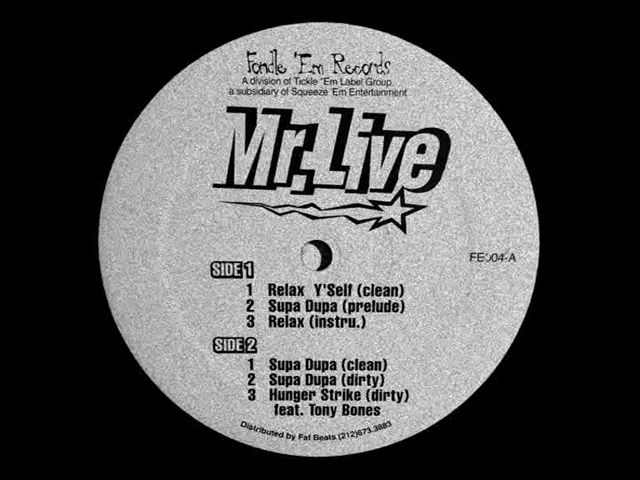 Fondle 'Em Records
A division of Tickle 'Em Label Group,
a subsidiary of Squeeze 'Em Entertainment
Mr. Live
FE004-A
SIDE 1
1 Relax Y'Self (clean)
2 Supa Dupa (prelude)
3 Relax (instru.)
SIDE 2
1 Supa Dupa (clean)
2 Supa Dupa (dirty)
3 Hunger Strike (dirty)
feat. Tony Bones
Distributed by Fat Beats (212)673.3883